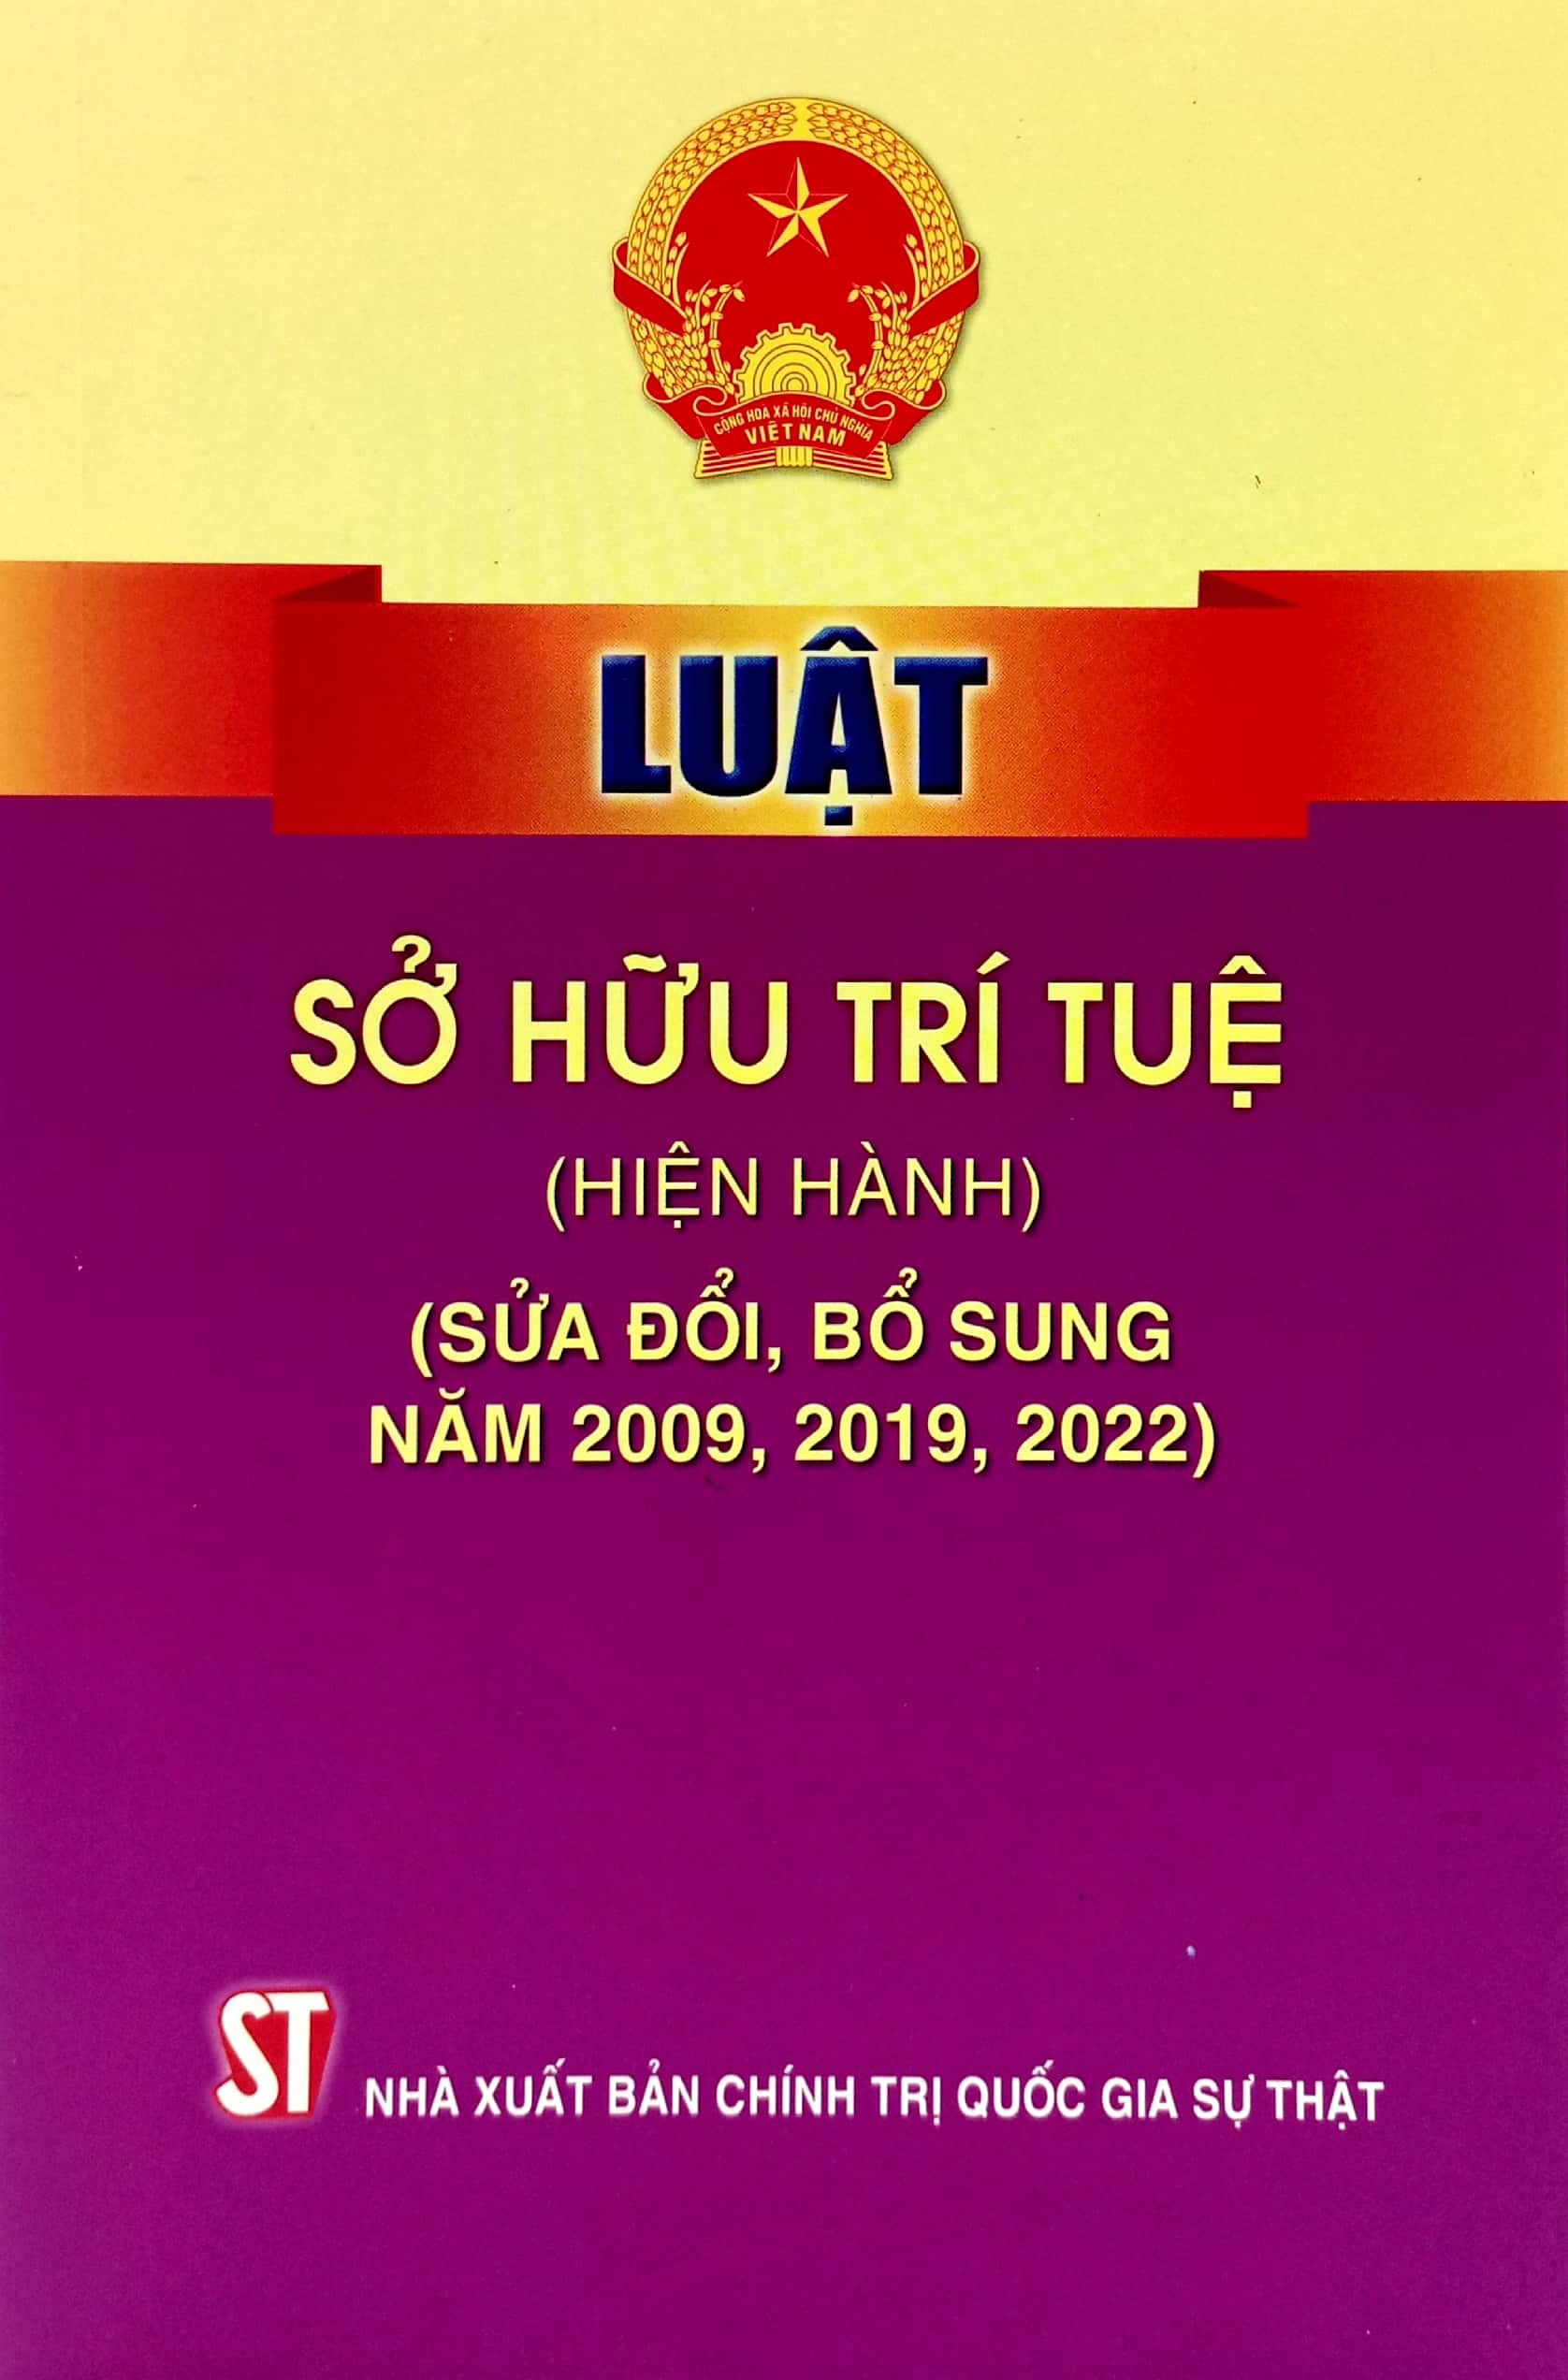 CỘNG HOÀ XÃ HỘI CHỦ NGHĨA
VIỆT NAM
LUẬT
SỞ HỮU TRÍ TUỆ
(HIỆN HÀNH)
(SỬA ĐỔI, BỔ SUNG
NĂM 2009, 2019, 2022)
ST
NHÀ XUẤT BẢN CHÍNH TRỊ QUỐC GIA SỰ THẬT